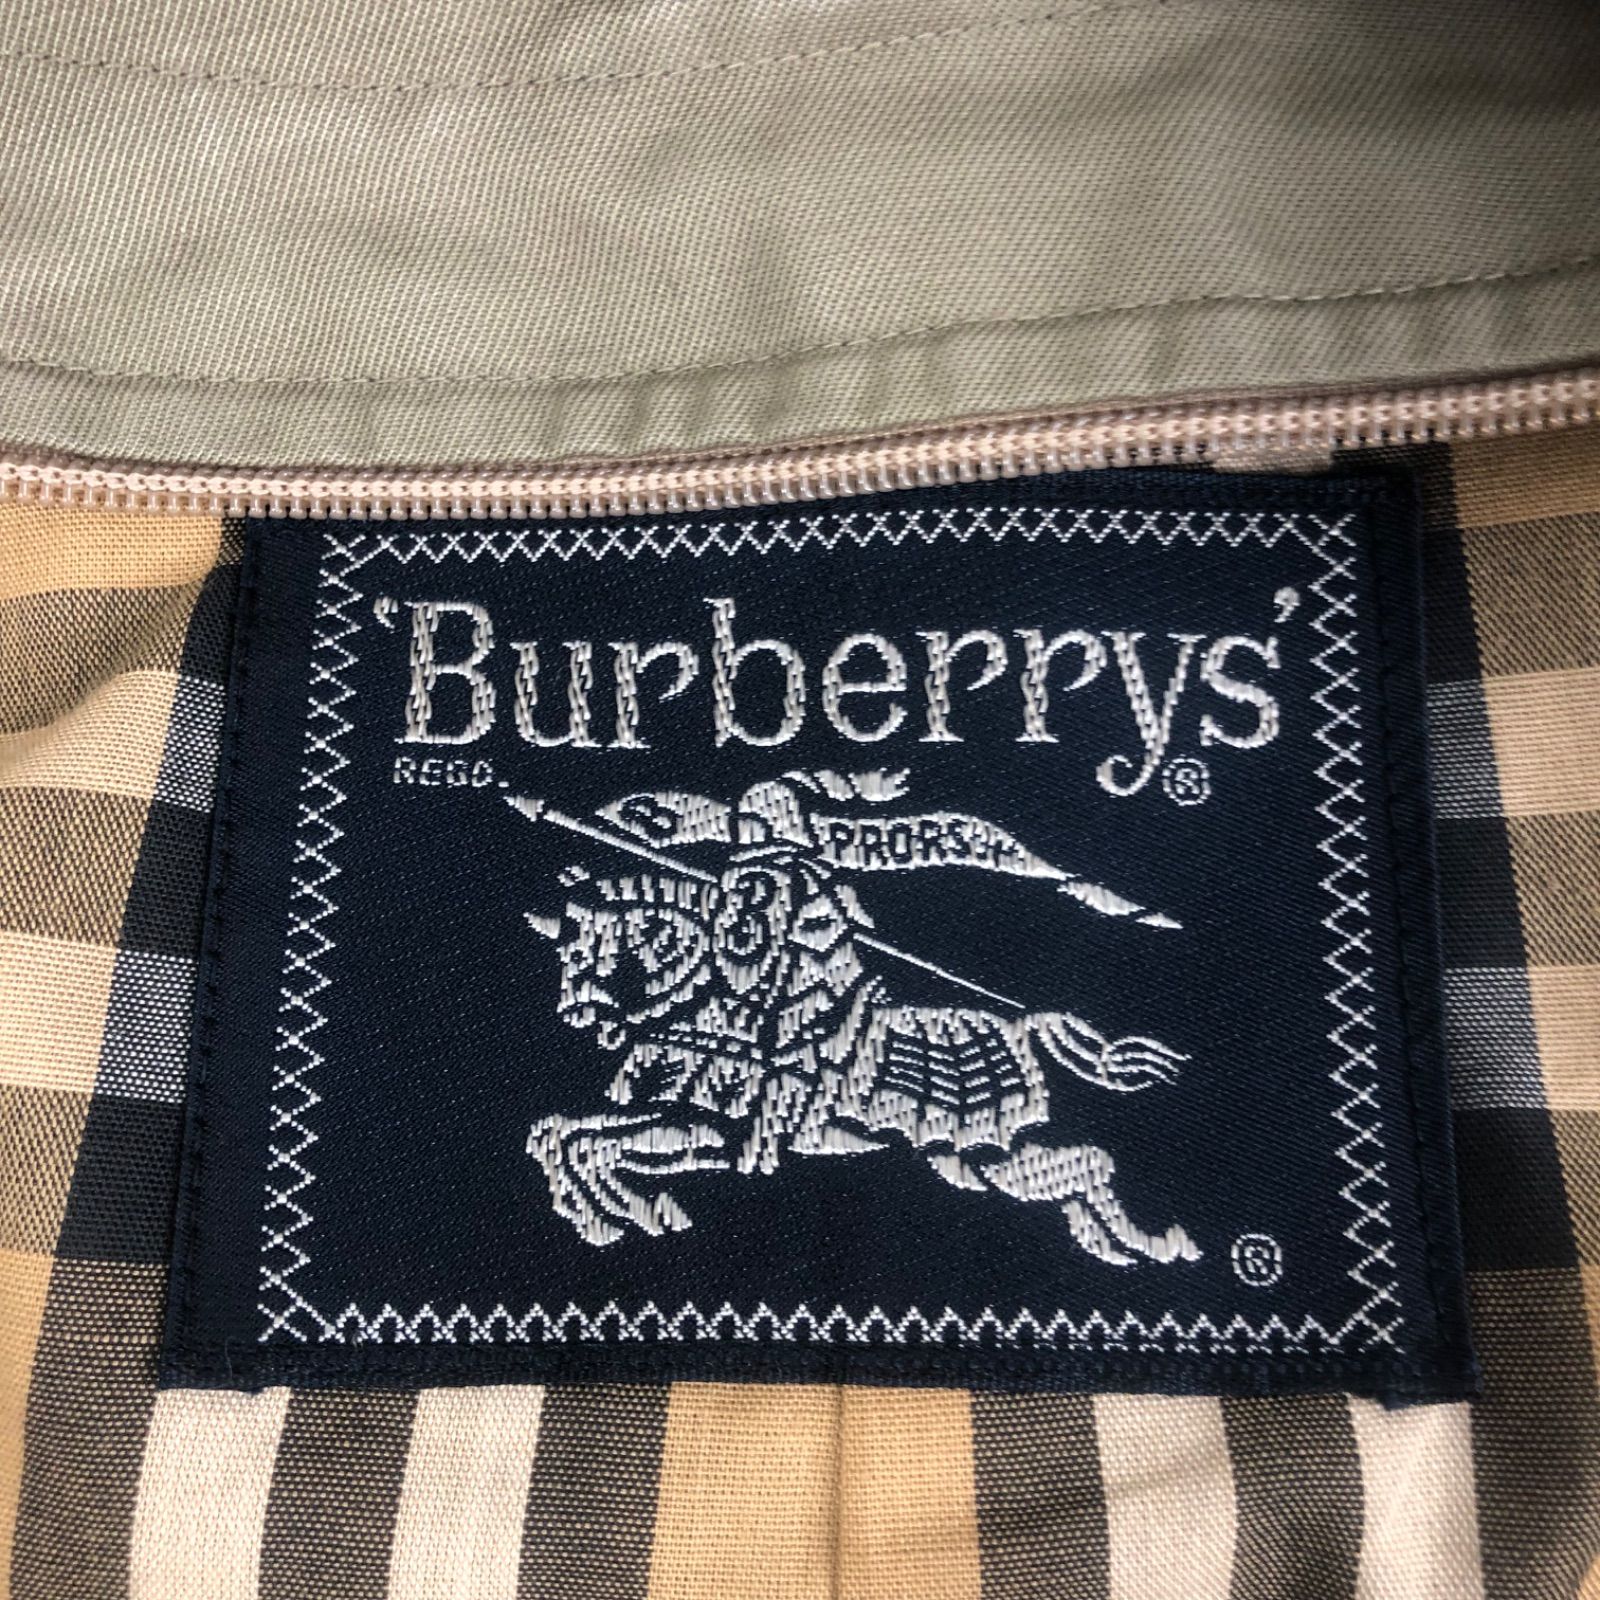 ‘Burberrys’
REGD. ®
PRORSUM
®